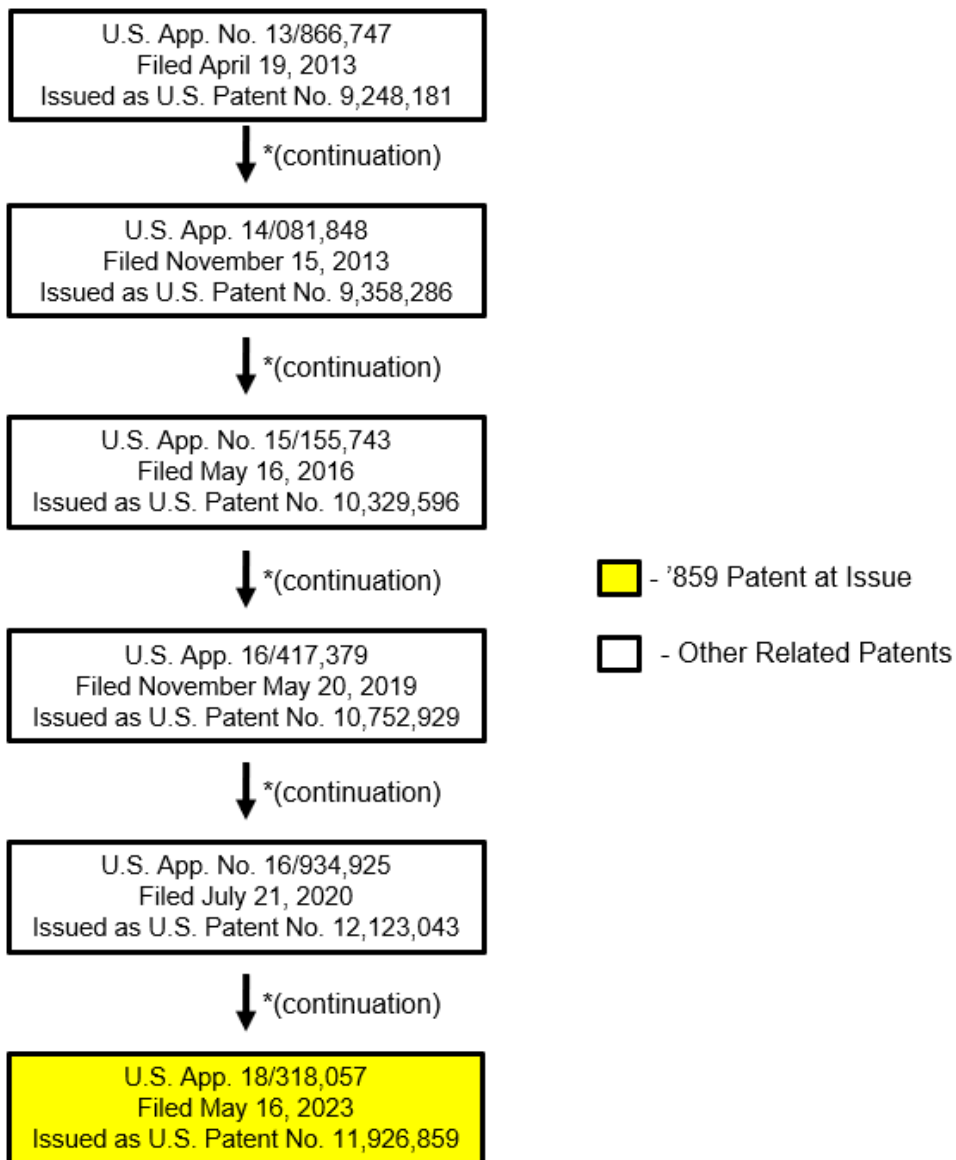 U.S. App. No. 13/866,747
Filed April 19, 2013
Issued as U.S. Patent No. 9,248,181
*(continuation)
U.S. App. 14/081,848
Filed November 15, 2013
Issued as U.S. Patent No. 9,358,286
*(continuation)
U.S. App. No. 15/155,743
Filed May 16, 2016
Issued as U.S. Patent No. 10,329,596
*(continuation)
U.S. App. 16/417,379
Filed November May 20, 2019
Issued as U.S. Patent No. 10,752,929
*(continuation)
U.S. App. No. 16/934,925
Filed July 21, 2020
Issued as U.S. Patent No. 12,123,043
*(continuation)
U.S. App. 18/318,057
Filed May 16, 2023
Issued as U.S. Patent No. 11,926,859
- '859 Patent at Issue
- Other Related Patents